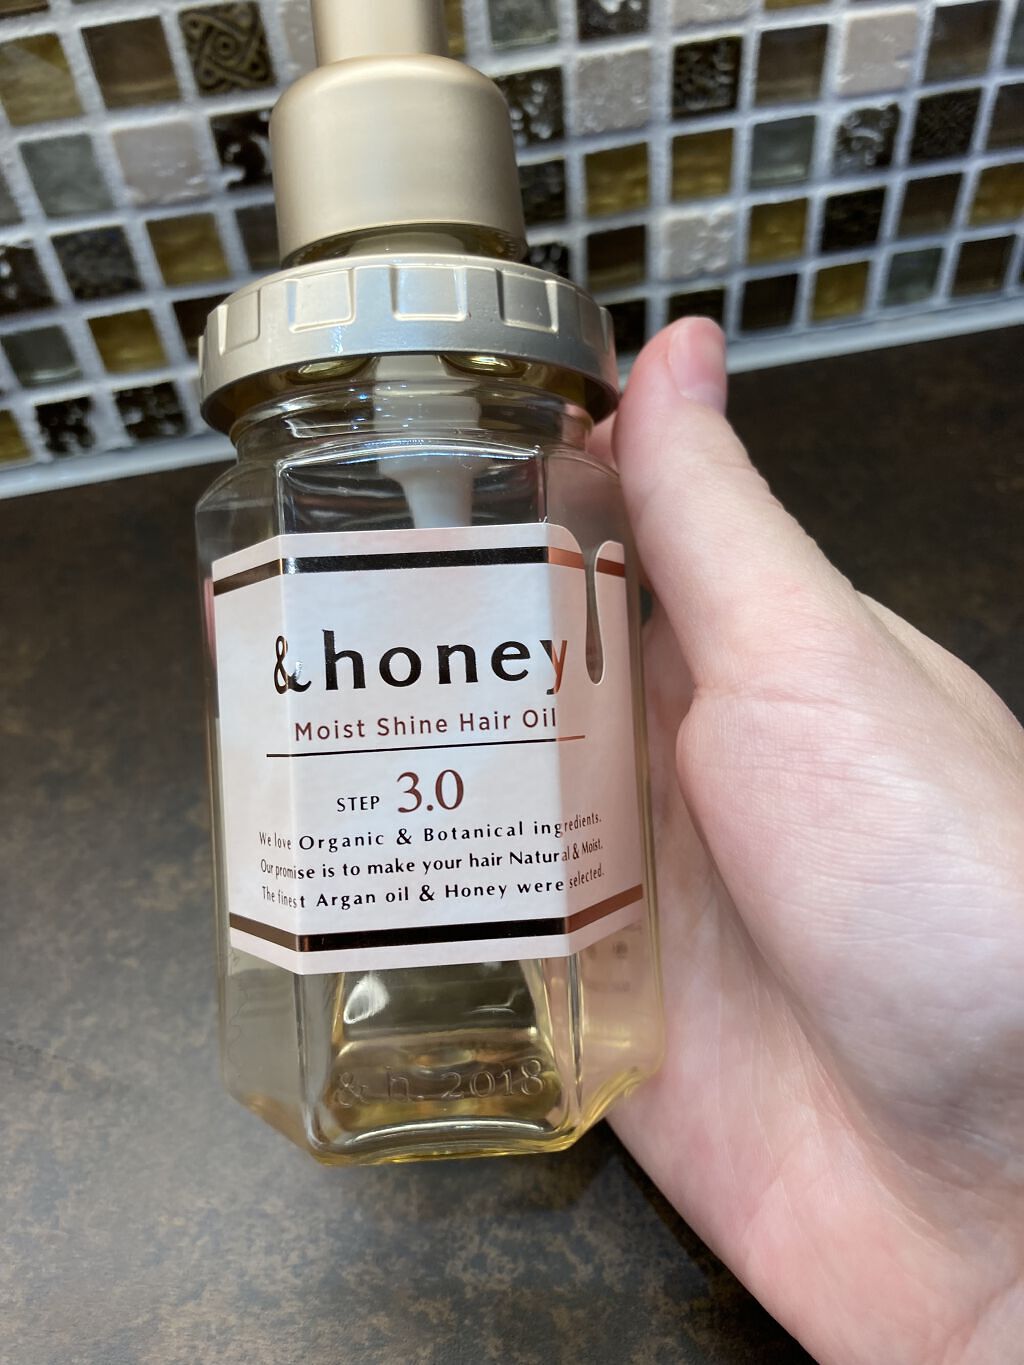 &honey
Moist Shine Hair Oil
STEP 3.0
We love Organic & Botanical ingredients.
Our promise is to make your hair Natural & Moist.
The finest Argan oil & Honey were selected.
& h. 2018